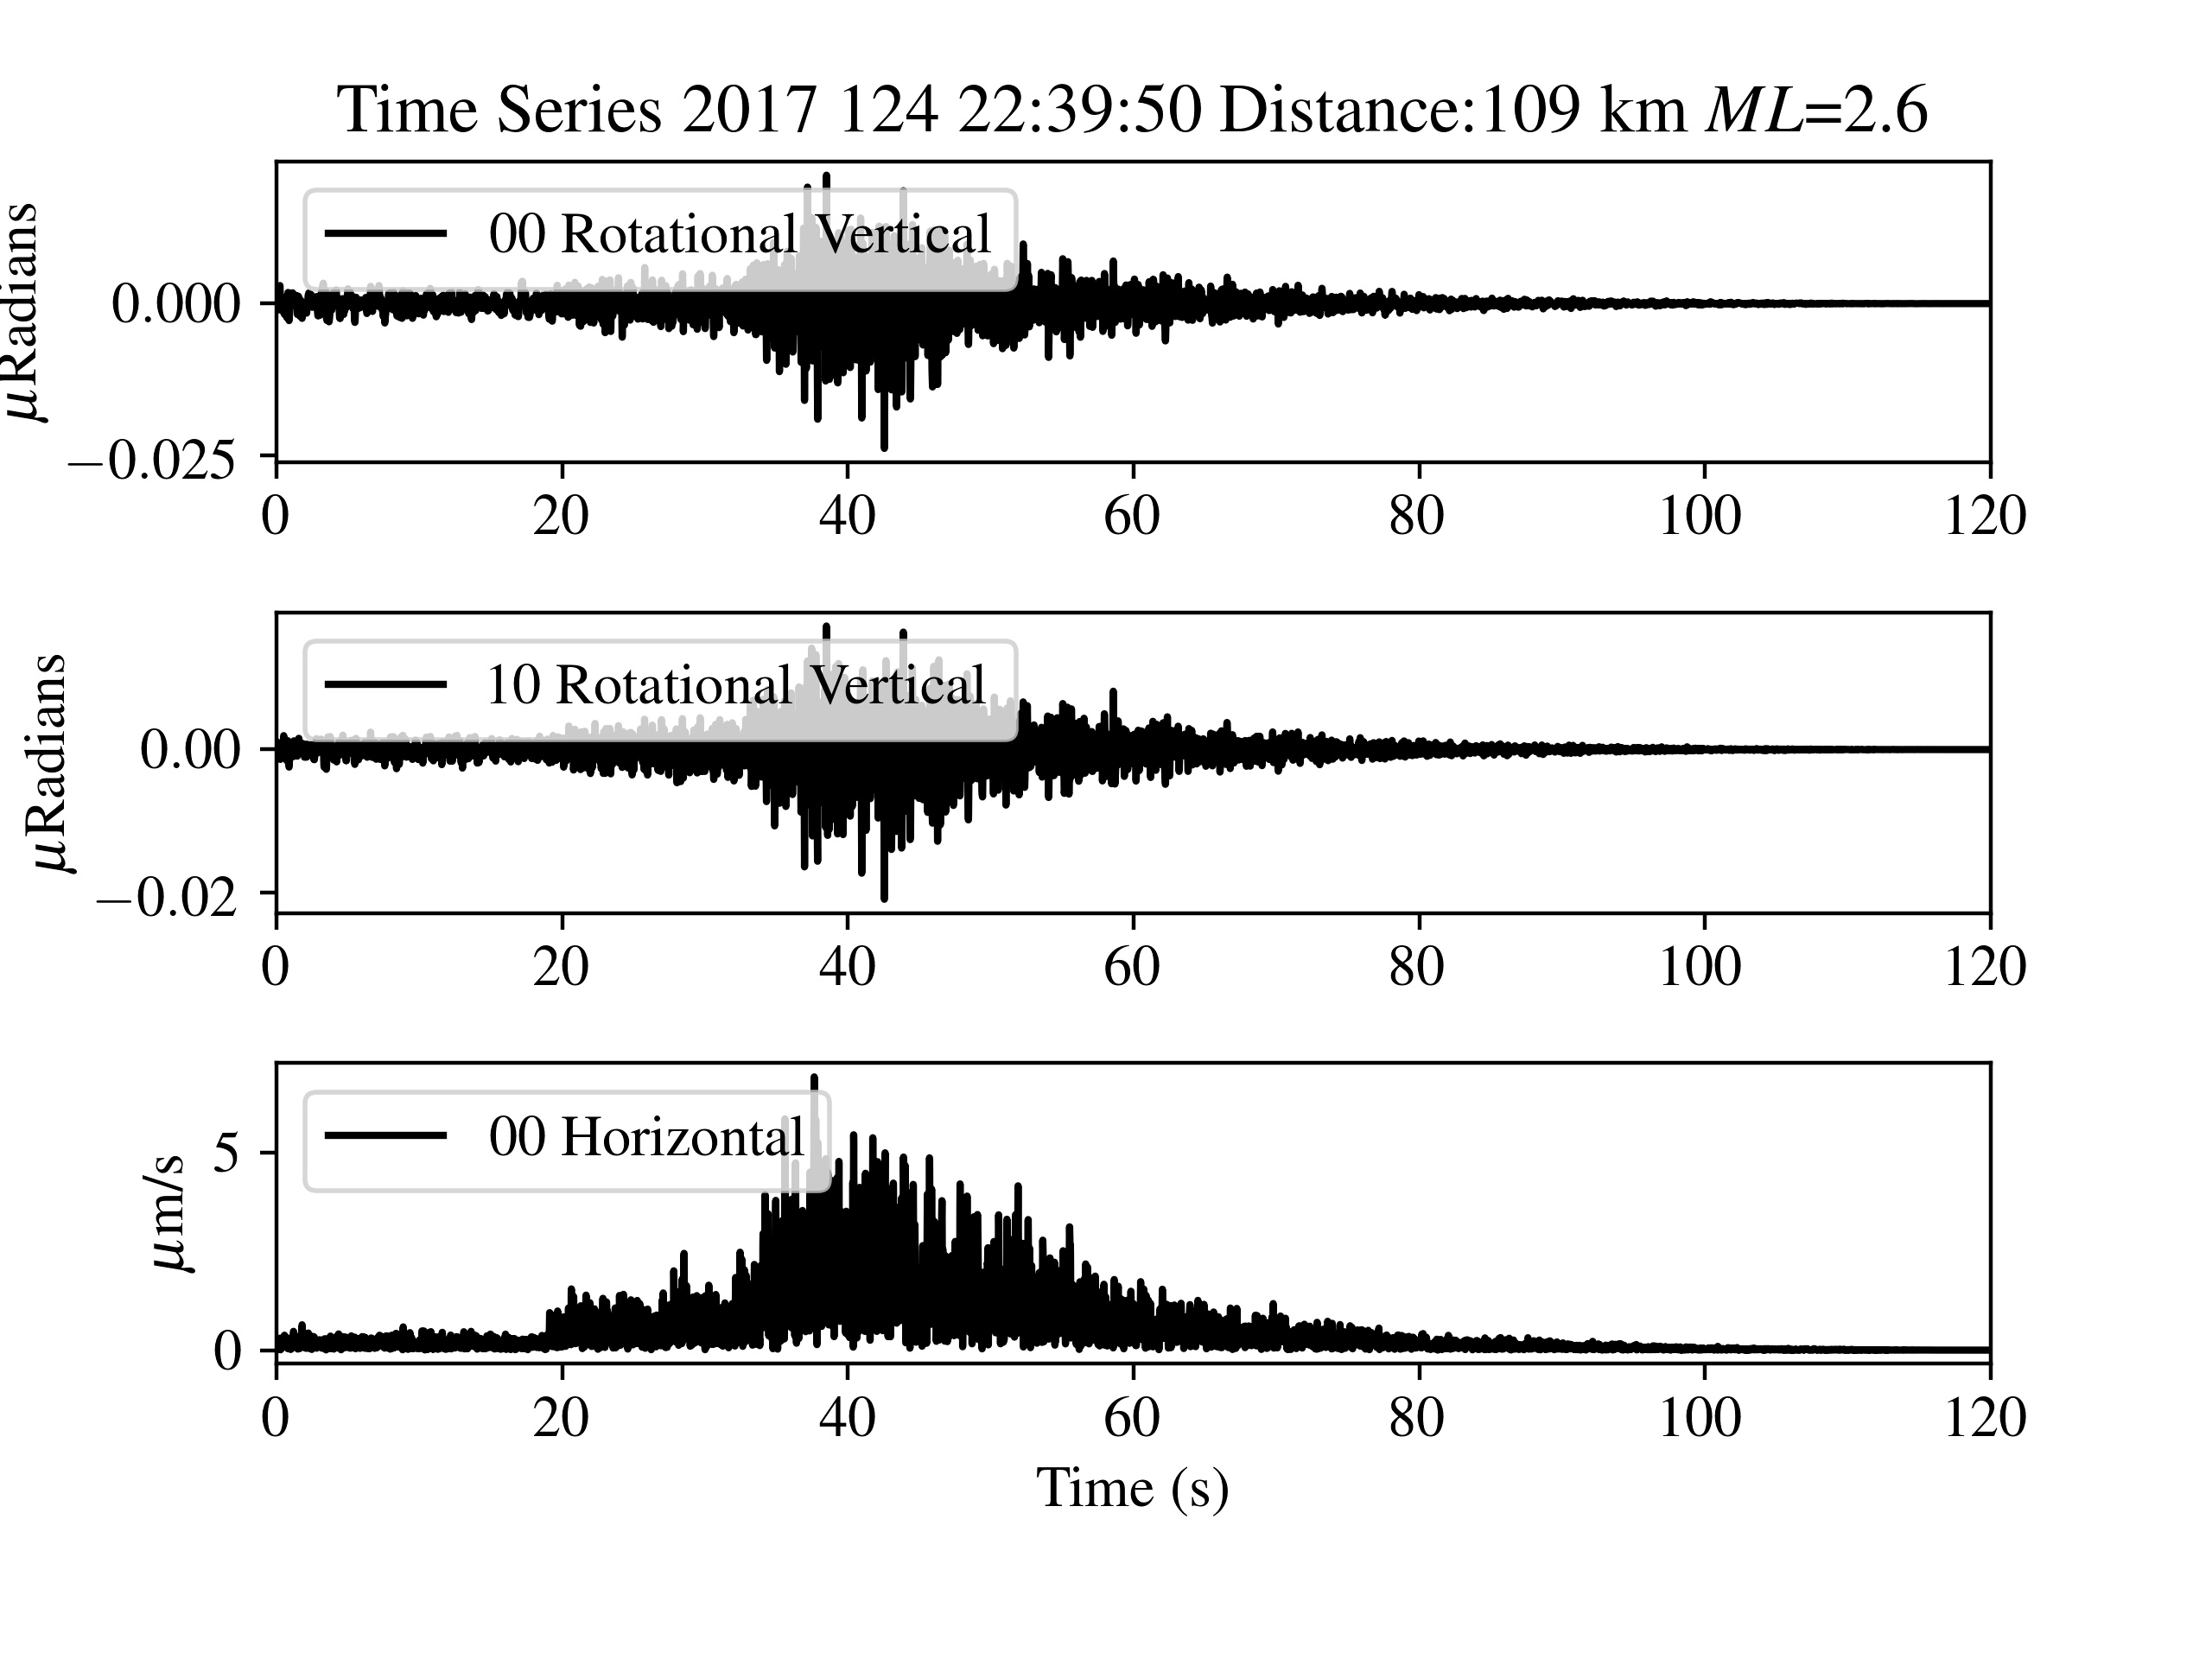 Time Series 2017 124 22:39:50 Distance:109 km ML=2.6
µRadians
00 Rotational Vertical
0.000
−0.025
0 20 40 60 80 100 120
µRadians
10 Rotational Vertical
0.00
−0.02
0 20 40 60 80 100 120
µm/s
00 Horizontal
5
0
0 20 40 60 80 100 120
Time (s)